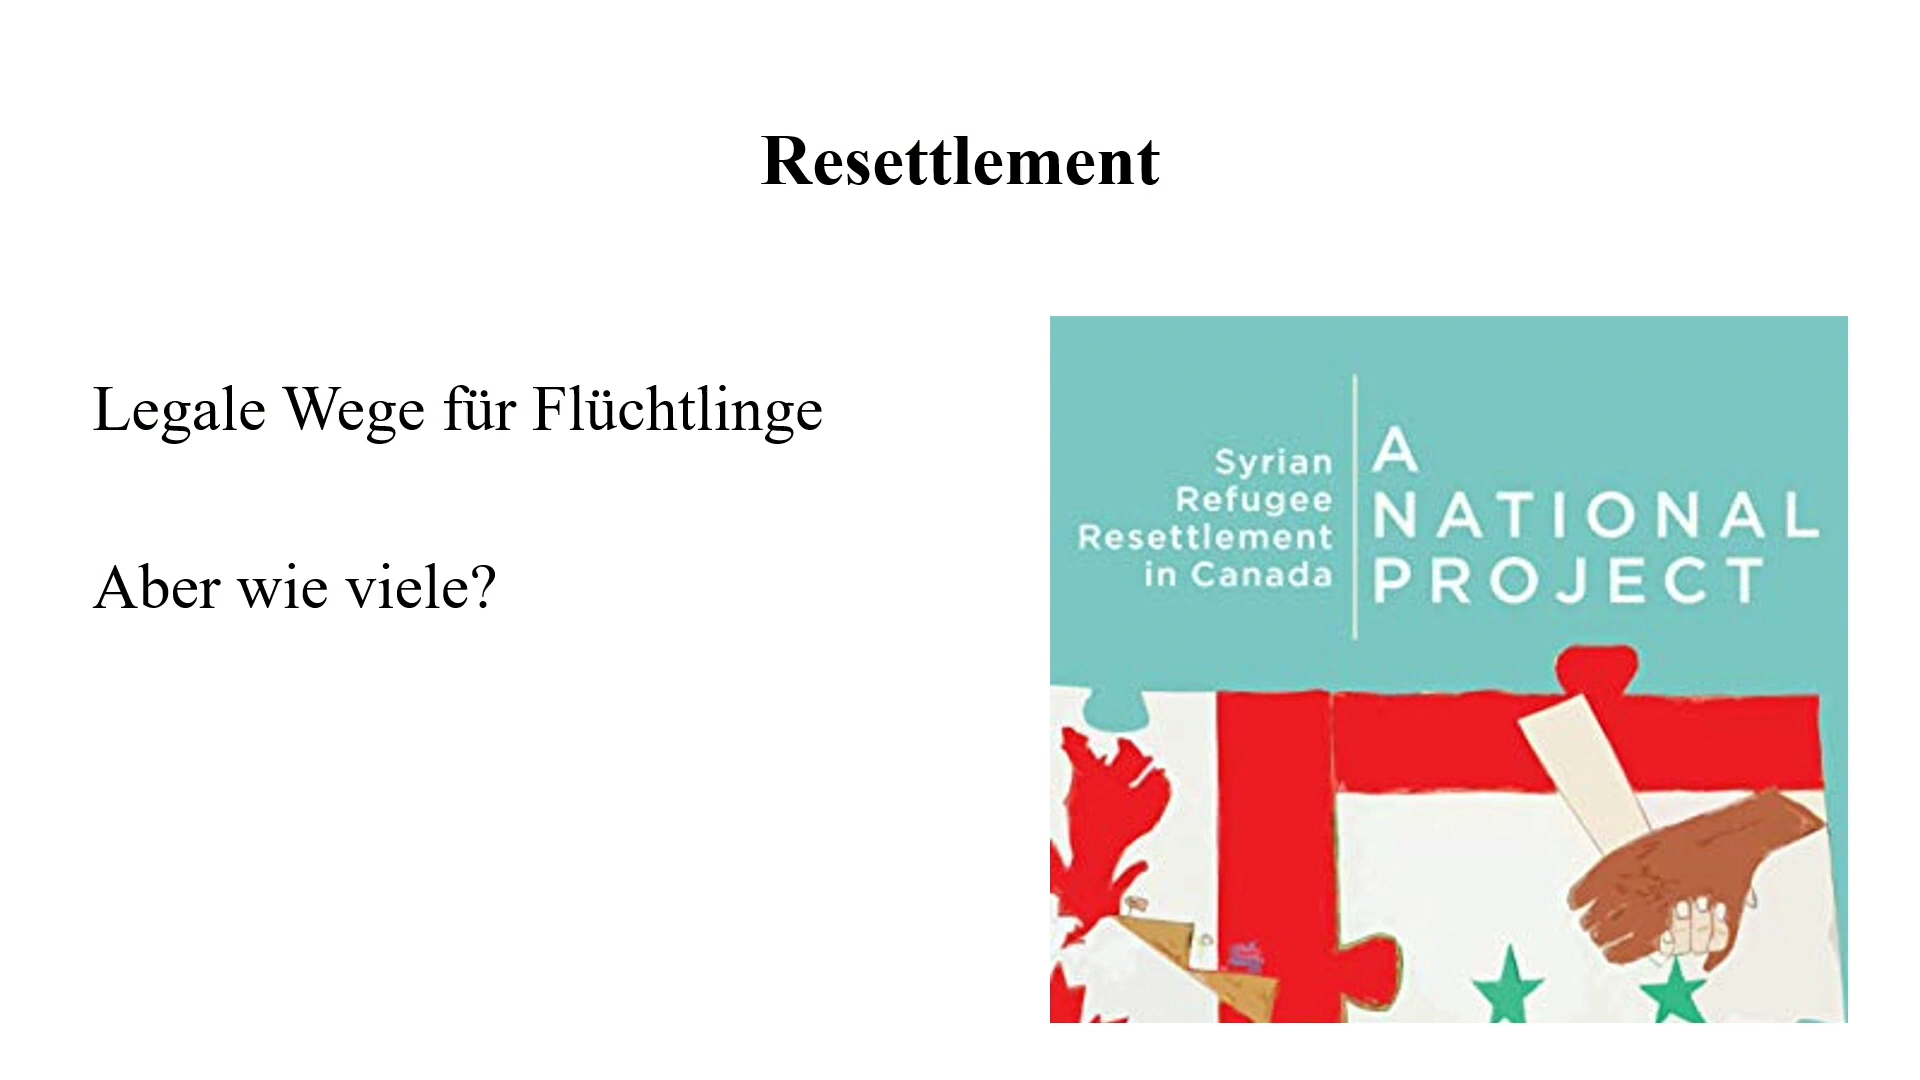 Resettlement
Legale Wege für Flüchtlinge
Aber wie viele?
Syrian
Refugee
Resettlement
in Canada
A
NATIONAL
PROJECT